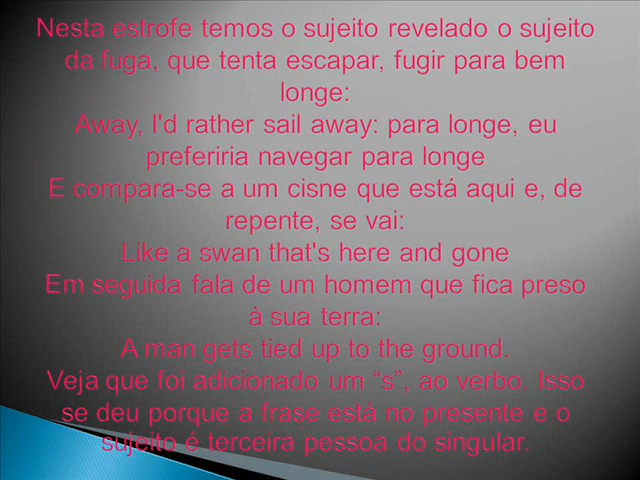 Nesta estrofe temos o sujeito revelado o sujeito
da fuga, que tenta escapar, fugir para bem
longe:
Away, I'd rather sail away: para longe, eu
preferiria navegar para longe
E compara-se a um cisne que está aqui e, de
repente, se vai:
Like a swan that's here and gone
Em seguida fala de um homem que fica preso
à sua terra:
A man gets tied up to the ground.
Veja que foi adicionado um “s”, ao verbo. Isso
se deu porque a frase está no presente e o
sujeito é terceira pessoa do singular.